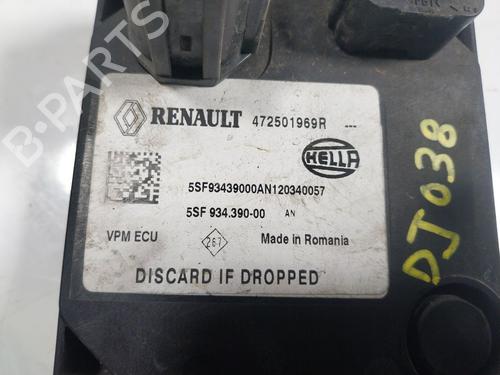 RENAULT 472501969R ---
HELLA
5SF93439000AN120340057
5SF 934.390-00 AN
VPM ECU 267 Made in Romania
DISCARD IF DROPPED
DJ038
B-PARTS